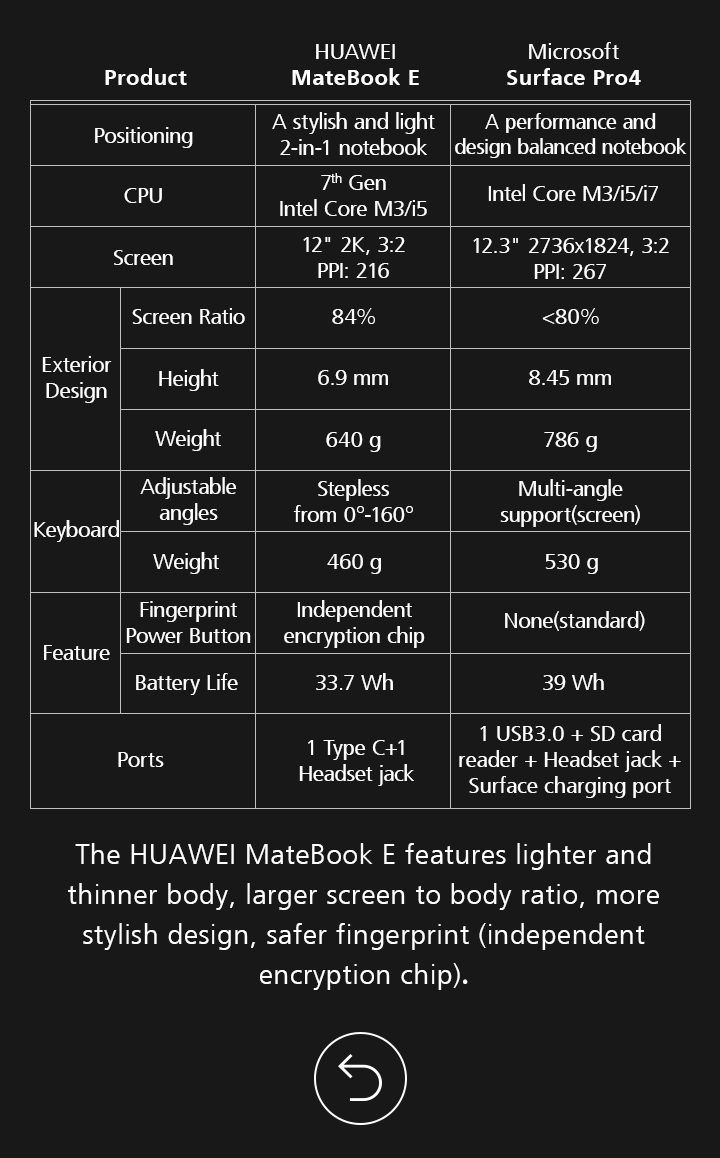 Product
HUAWEI
MateBook E
Microsoft
Surface Pro4
Positioning
A stylish and light
2-in-1 notebook
A performance and
design balanced notebook
CPU
7th Gen
Intel Core M3/i5
Intel Core M3/i5/i7
Screen
12" 2K, 3:2
PPI: 216
12.3" 2736x1824, 3:2
PPI: 267
Exterior
Design
Screen Ratio
84%
<80%
Height
6.9 mm
8.45 mm
Weight
640 g
786 g
Keyboard
Adjustable
angles
Stepless
from 0°-160°
Multi-angle
support(screen)
Weight
460 g
530 g
Feature
Fingerprint
Power Button
Independent
encryption chip
None(standard)
Battery Life
33.7 Wh
39 Wh
Ports
1 Type C+1
Headset jack
1 USB3.0 + SD card
reader + Headset jack +
Surface charging port
The HUAWEI MateBook E features lighter and
thinner body, larger screen to body ratio, more
stylish design, safer fingerprint (independent
encryption chip).